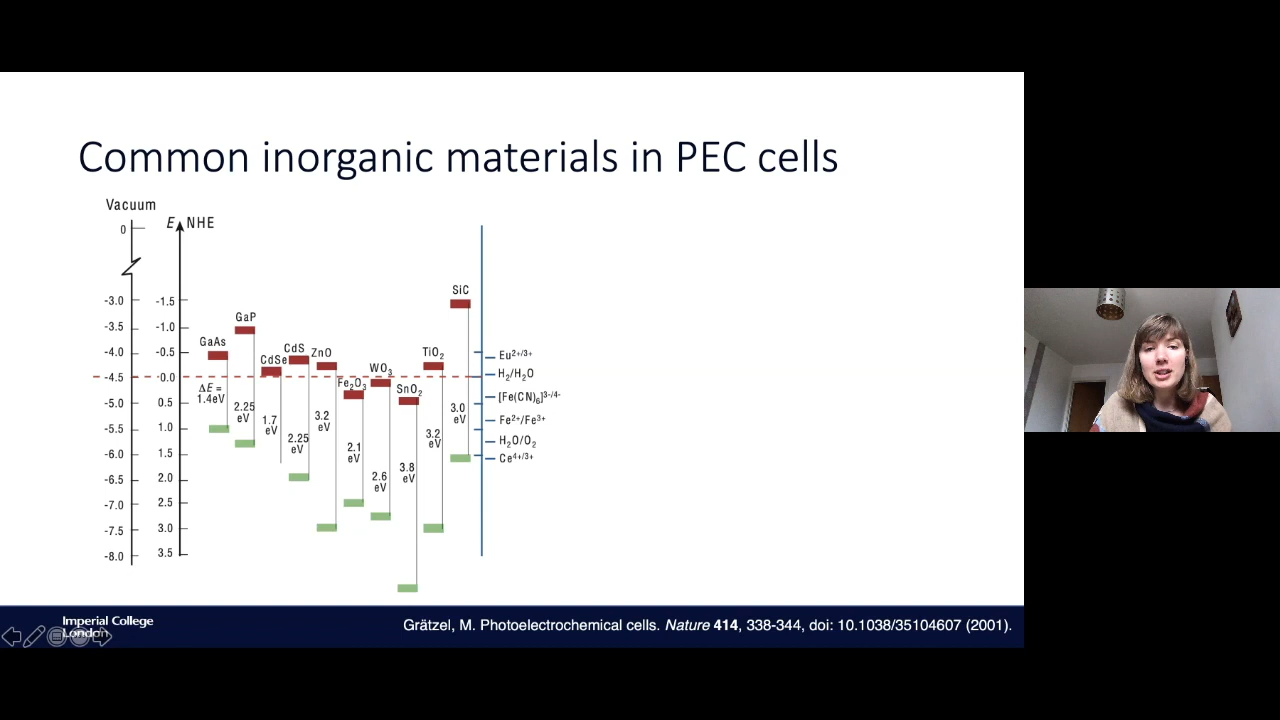 Common inorganic materials in PEC cells
Vacuum
E NHE
0
-3.0
-3.5
-4.0
-4.5
-5.0
-5.5
-6.0
-6.5
-7.0
-7.5
-8.0
-1.5
-1.0
-0.5
0.0
0.5
1.0
1.5
2.0
2.5
3.0
3.5
GaAs
ΔE =
1.4eV
GaP
2.25
eV
CdSe
1.7
eV
CdS
2.25
eV
ZnO
3.2
eV
Fe₂O₃
2.1
eV
WO₃
2.6
eV
SnO₂
3.8
eV
TiO₂
3.2
eV
SiC
3.0
eV
Eu²⁺/³⁺
H₂/H₂O
[Fe(CN)₆]³⁻/⁴⁻
Fe²⁺/Fe³⁺
H₂O/O₂
Ce⁴⁺/³⁺
Imperial College
London
Grätzel, M. Photoelectrochemical cells. Nature 414, 338-344, doi: 10.1038/35104607 (2001).